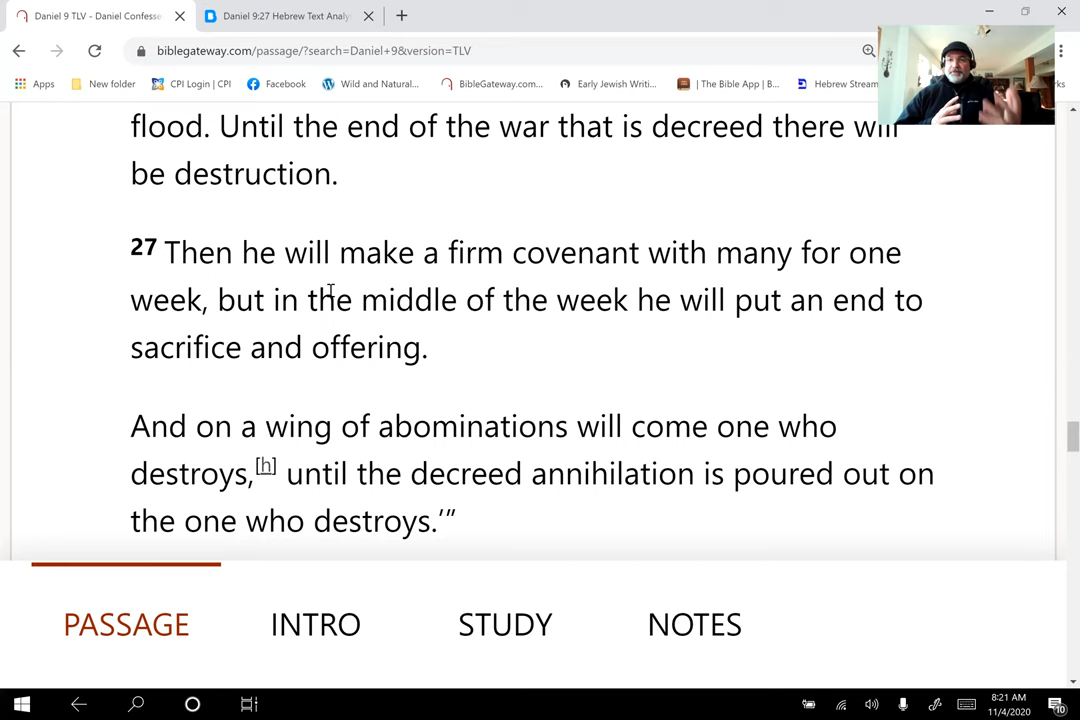 Daniel 9 TLV - Daniel Confesse
Daniel 9:27 Hebrew Text Analys
biblegateway.com/passage/?search=Daniel+9&version=TLV
Apps New folder CPI Login | CPI Facebook Wild and Natural... BibleGateway.com... Early Jewish Writi... | The Bible App | B... Hebrew Stream
flood. Until the end of the war that is decreed there will
be destruction.
27 Then he will make a firm covenant with many for one
week, but in the middle of the week he will put an end to
sacrifice and offering.
And on a wing of abominations will come one who
destroys,[h] until the decreed annihilation is poured out on
the one who destroys.’”
PASSAGE INTRO STUDY NOTES
8:21 AM
11/4/2020
10